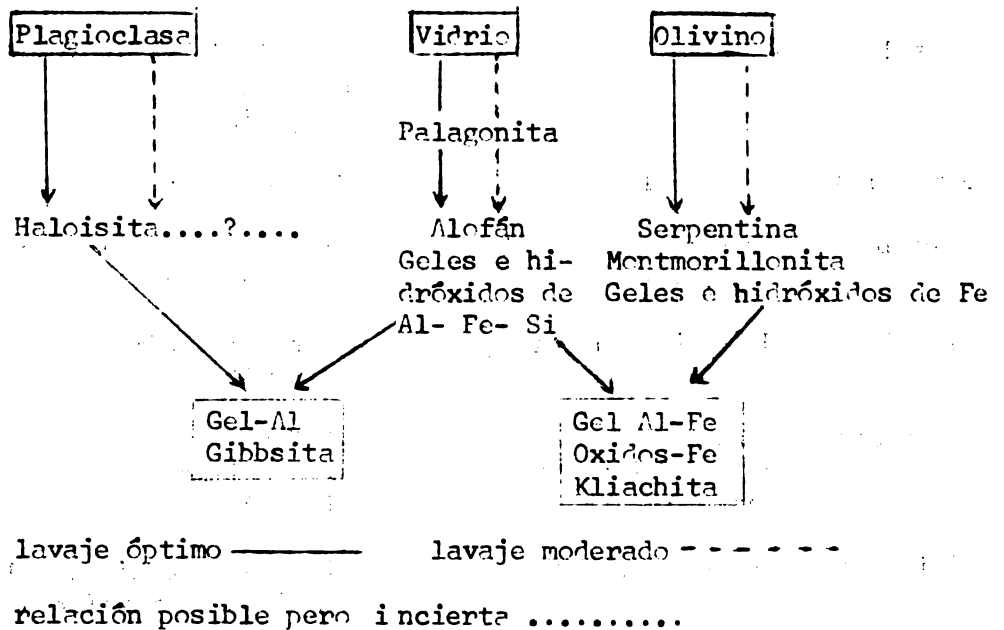 Plagioclasa Vidrio Olivino
Palagonita
Haloisita....?.... Alofán Serpentina
Geles e hi- Montmorillonita
dróxidos de Geles e hidróxidos de Fe
Al- Fe- Si
Gel-Al Gel Al-Fe
Gibbsita Oxidos-Fe
Kliachita
lavaje óptimo lavaje moderado
relación posible pero incierta ..........